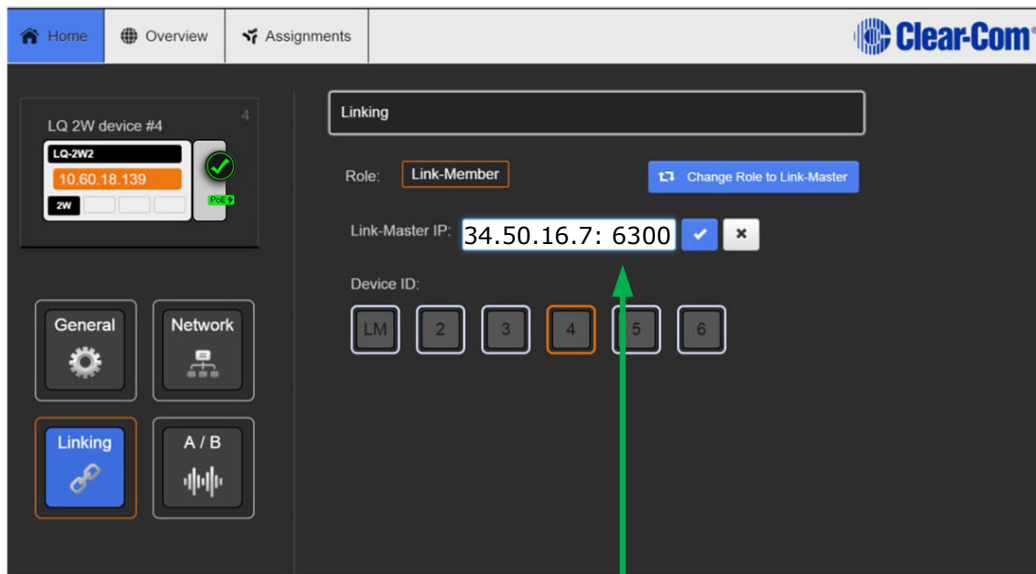 Home
Overview
Assignments
Clear-Com
4
LQ 2W device #4
LQ-2W2
10.60.18.139
2W
PoE
Linking
Role:
Link-Member
Change Role to Link-Master
Link-Master IP:
34.50.16.7: 6300
Device ID:
LM
2
3
4
5
6
General
Network
Linking
A / B